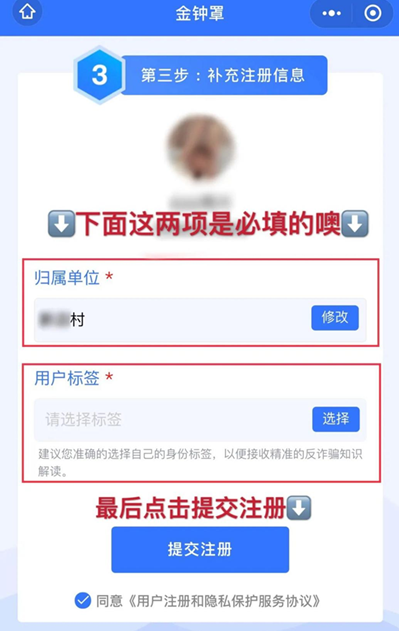 金钟罩
3
第三步:补充注册信息
下面这两项是必填的噢
归属单位 *
村
修改
用户标签 *
请选择标签
选择
建议您准确的选择自己的身份标签，以便接收精准的反诈骗知识
解读。
最后点击提交注册
提交注册
同意《用户注册和隐私保护服务协议》